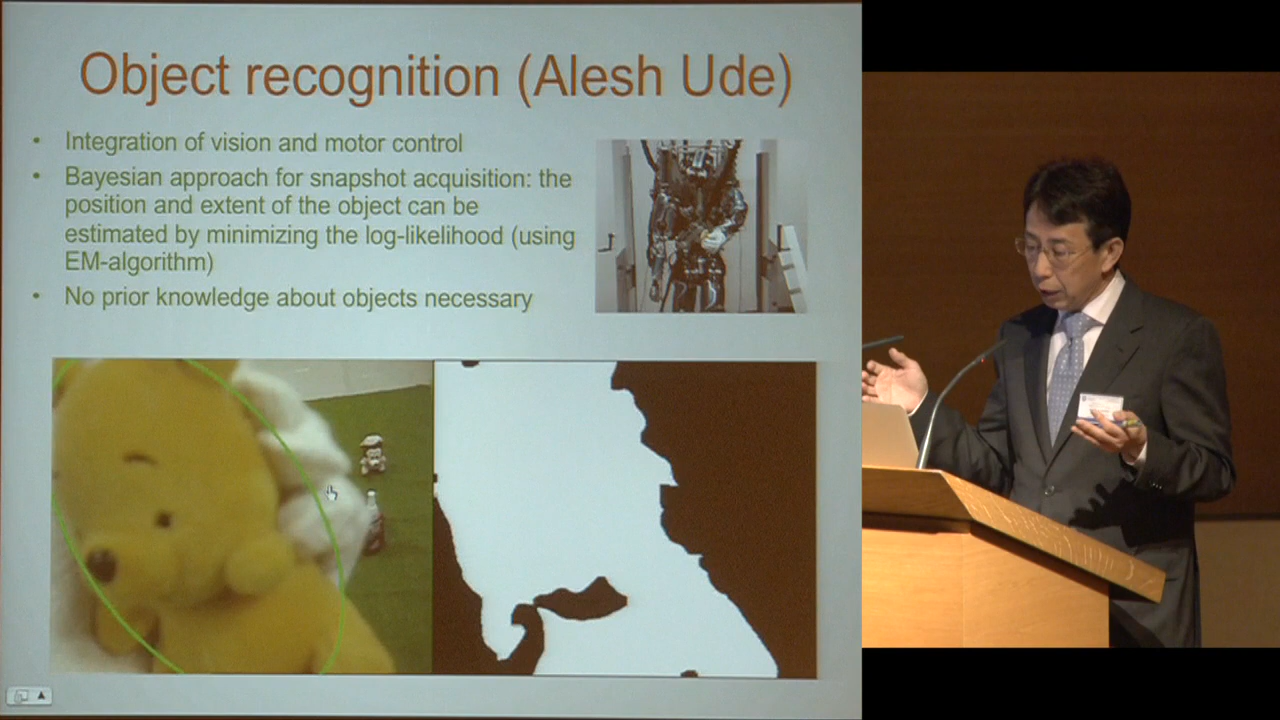 Object recognition (Alesh Ude)
• Integration of vision and motor control
• Bayesian approach for snapshot acquisition: the
position and extent of the object can be
estimated by minimizing the log-likelihood (using
EM-algorithm)
• No prior knowledge about objects necessary